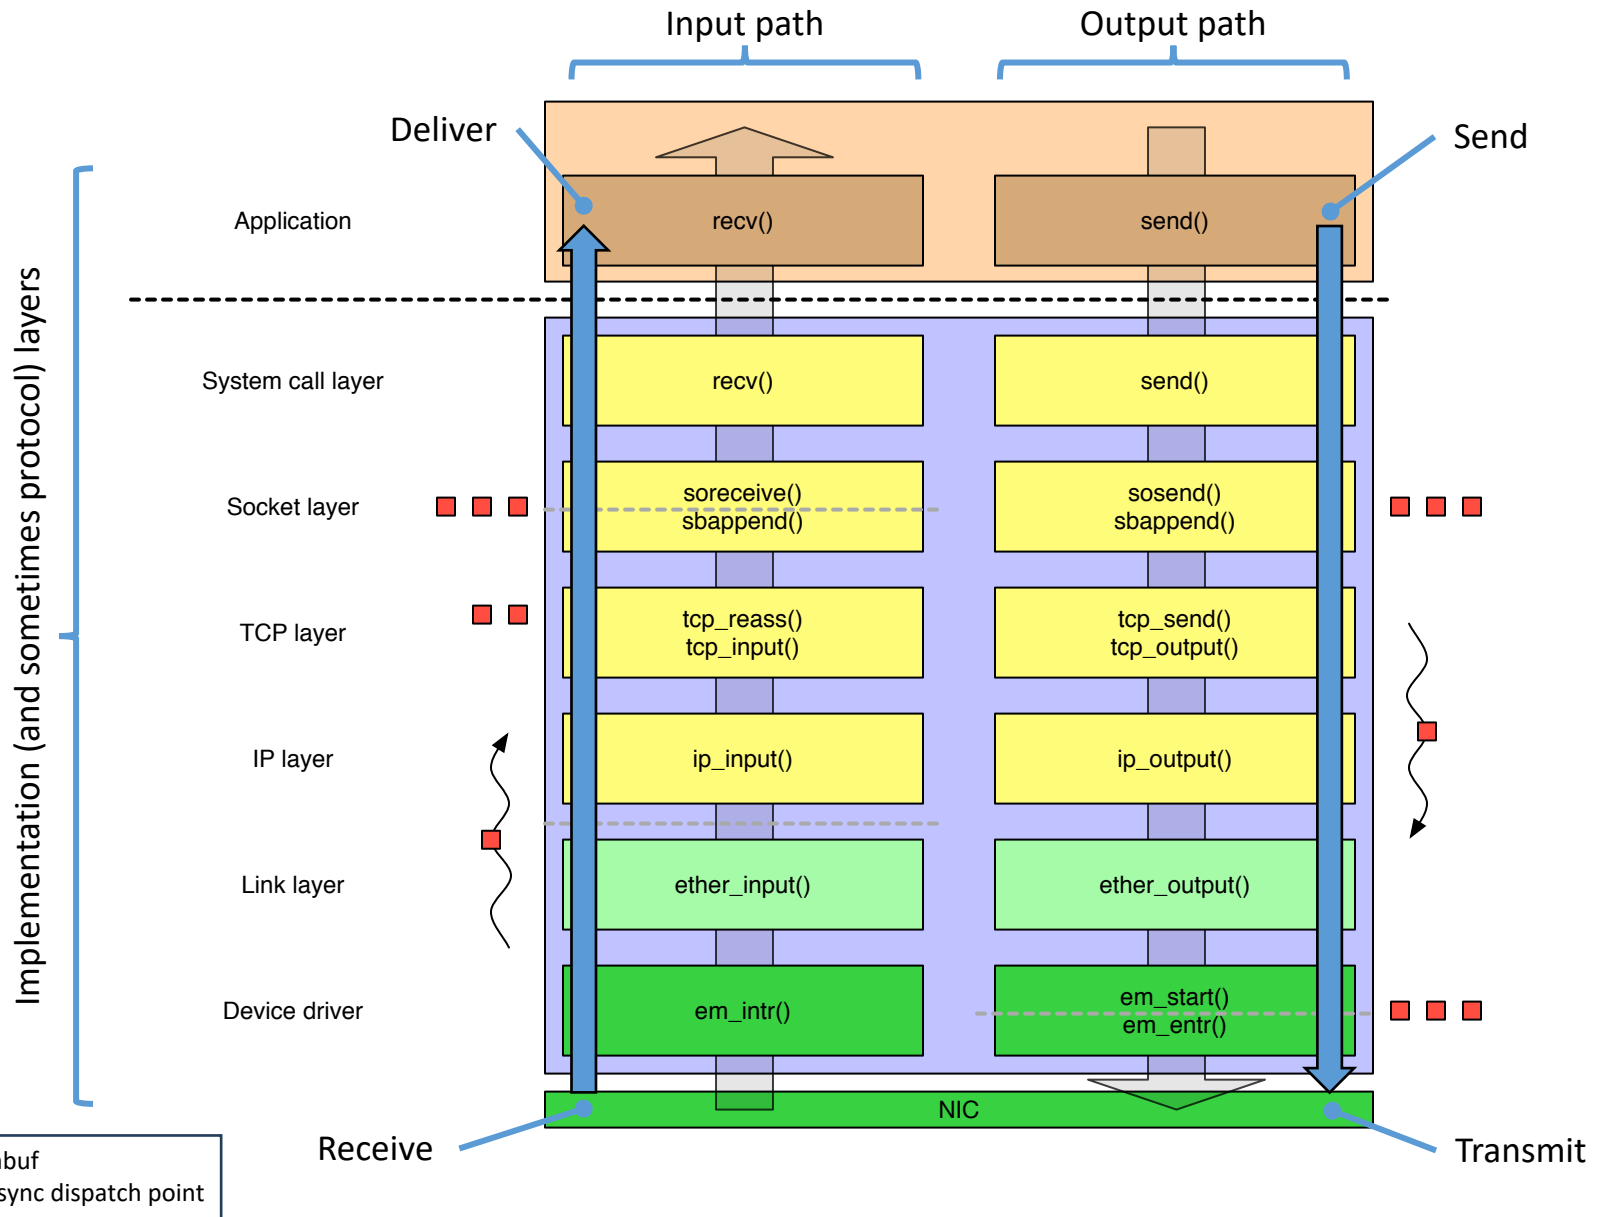 Input path
Output path
Deliver
Send
Implementation (and sometimes protocol) layers
Application
recv()
send()
System call layer
recv()
send()
Socket layer
soreceive()
sbappend()
sosend()
sbappend()
TCP layer
tcp_reass()
tcp_input()
tcp_send()
tcp_output()
IP layer
ip_input()
ip_output()
Link layer
ether_input()
ether_output()
Device driver
em_intr()
em_start()
em_entr()
NIC
Receive
Transmit
sync dispatch point